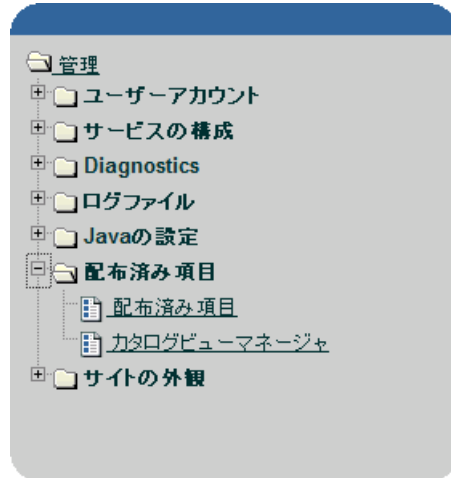 管理
ユーザーアカウント
サービスの構成
Diagnostics
ログファイル
Javaの設定
配布済み項目
配布済み項目
カタログビューマネージャ
サイトの外観